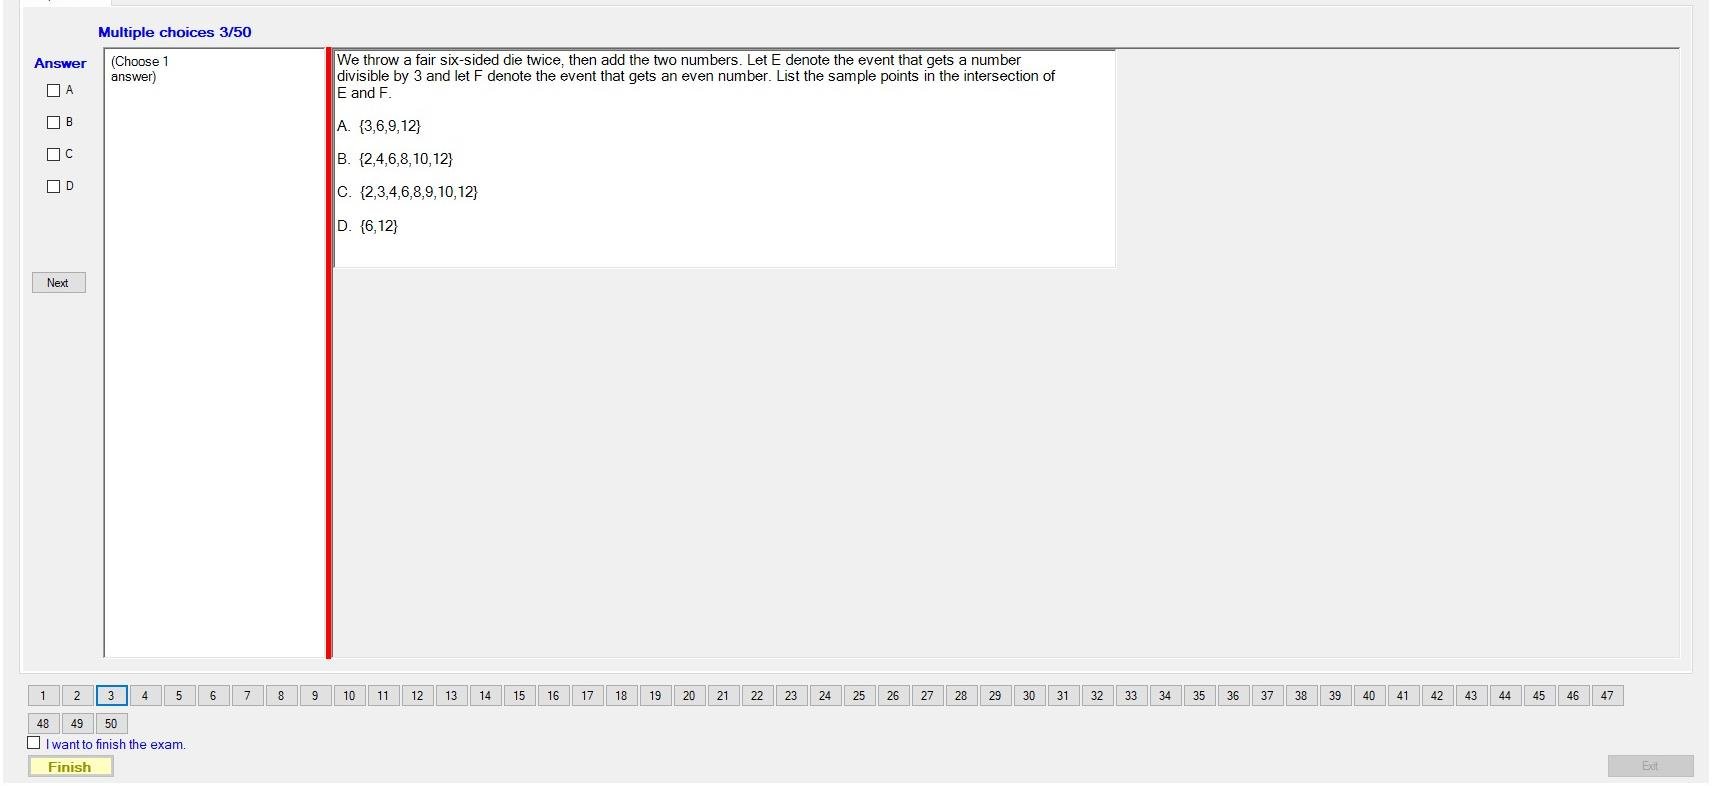 Multiple choices 3/50
Answer
A
B
C
D
Next
(Choose 1
answer)
We throw a fair six-sided die twice, then add the two numbers. Let E denote the event that gets a number
divisible by 3 and let F denote the event that gets an even number. List the sample points in the intersection of
E and F.
A. {3,6,9,12}
B. {2,4,6,8,10,12}
C. {2,3,4,6,8,9,10,12}
D. {6,12}
1 2 3 4 5 6 7 8 9 10 11 12 13 14 15 16 17 18 19 20 21 22 23 24 25 26 27 28 29 30 31 32 33 34 35 36 37 38 39 40 41 42 43 44 45 46 47
48 49 50
I want to finish the exam.
Finish
Exit